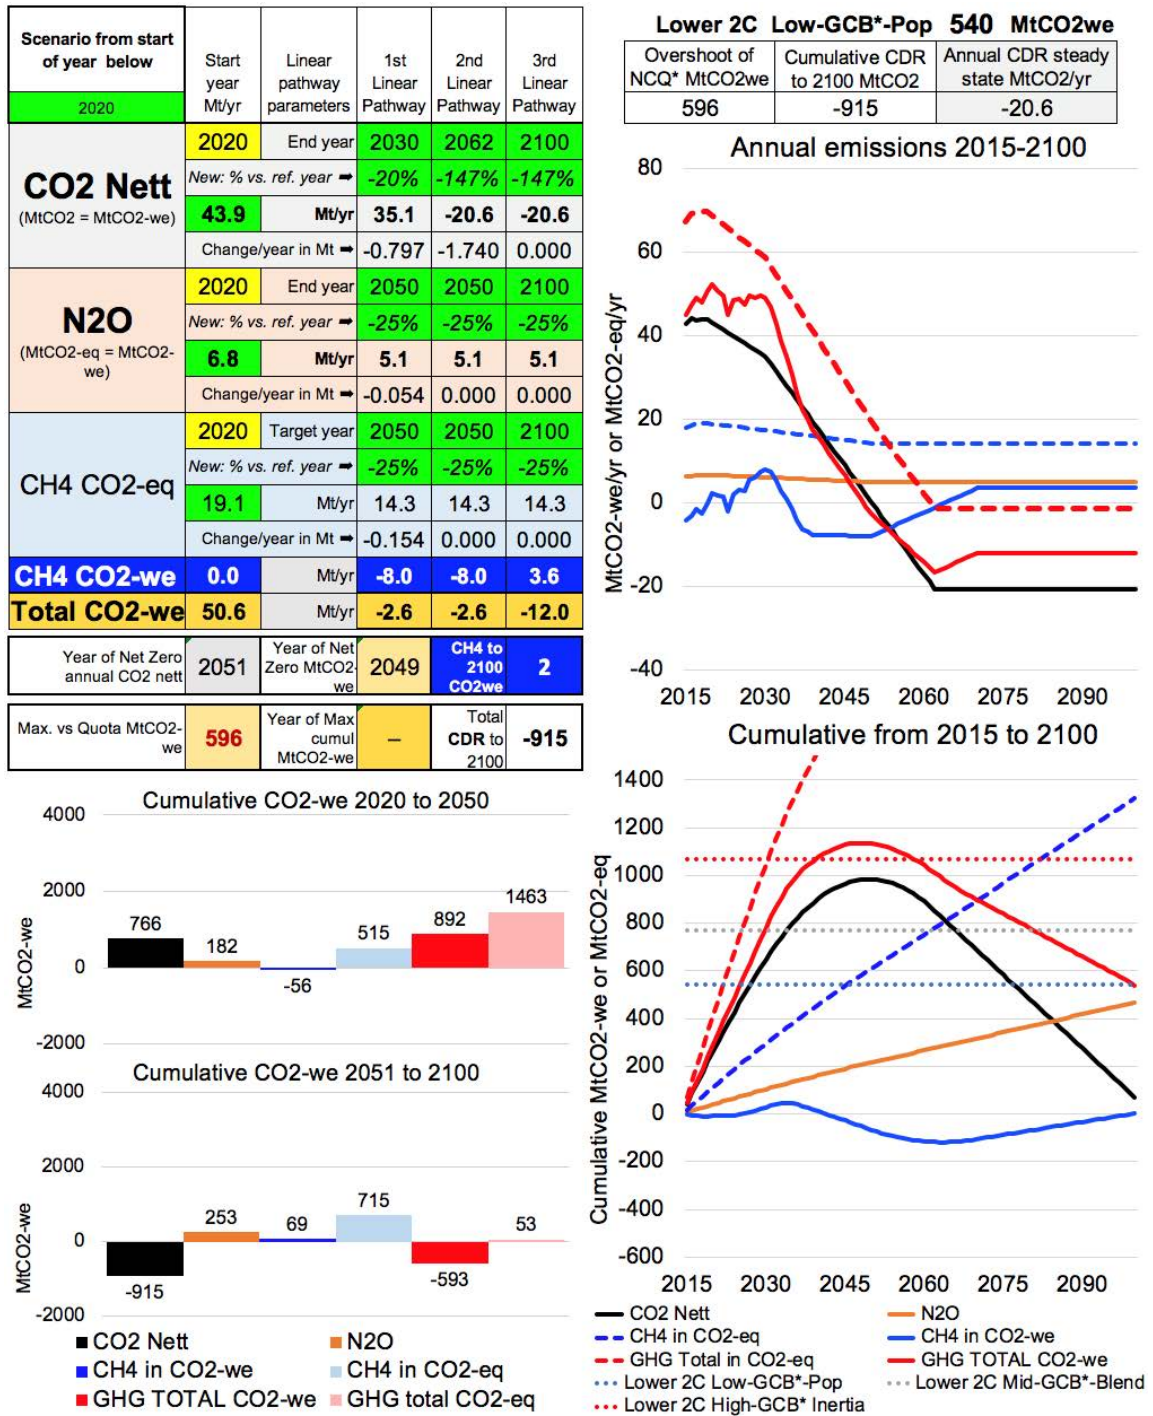 Scenario from start
of year below
2020
Start
year
Mt/yr
Linear
pathway
parameters
1st
Linear
Pathway
2nd
Linear
Pathway
3rd
Linear
Pathway
CO2 Nett
(MtCO2 = MtCO2-we)
2020 End year 2030 2062 2100
New: % vs. ref. year ➡ -20% -147% -147%
43.9 Mt/yr 35.1 -20.6 -20.6
Change/year in Mt ➡ -0.797 -1.740 0.000
N2O
(MtCO2-eq = MtCO2-
we)
2020 End year 2050 2050 2100
New: % vs. ref. year ➡ -25% -25% -25%
6.8 Mt/yr 5.1 5.1 5.1
Change/year in Mt ➡ -0.054 0.000 0.000
CH4 CO2-eq
2020 Target year 2050 2050 2100
New: % vs. ref. year ➡ -25% -25% -25%
19.1 Mt/yr 14.3 14.3 14.3
Change/year in Mt ➡ -0.154 0.000 0.000
CH4 CO2-we 0.0 Mt/yr -8.0 -8.0 3.6
Total CO2-we 50.6 Mt/yr -2.6 -2.6 -12.0
Year of Net Zero
annual CO2 nett
2051
Year of Net
Zero MtCO2-
we
2049
CH4 to
2100
CO2we
2
Max. vs Quota MtCO2-
we
596
Year of Max
cumul
MtCO2-we
–
Total
CDR to
2100
-915
Lower 2C Low-GCB*-Pop 540 MtCO2we
Overshoot of
NCQ* MtCO2we
Cumulative CDR
to 2100 MtCO2
Annual CDR steady
state MtCO2/yr
596 -915 -20.6
Annual emissions 2015-2100
MtCO2-we/yr or MtCO2-eq/yr
80
60
40
20
0
-20
-40
2015 2030 2045 2060 2075 2090
Cumulative CO2-we 2020 to 2050
MtCO2-we
4000
2000
0
-2000
766
182
-56
515
892
1463
Cumulative CO2-we 2051 to 2100
MtCO2-we
4000
2000
0
-2000
-915
253
69
715
-593
53
CO2 Nett N2O
CH4 in CO2-we CH4 in CO2-eq
GHG TOTAL CO2-we GHG total CO2-eq
Cumulative from 2015 to 2100
Cumulative MtCO2-we or MtCO2-eq
1400
1200
1000
800
600
400
200
0
-200
-400
-600
2015 2030 2045 2060 2075 2090
CO2 Nett N2O
CH4 in CO2-eq CH4 in CO2-we
GHG Total in CO2-eq GHG TOTAL CO2-we
Lower 2C Low-GCB*-Pop Lower 2C Mid-GCB*-Blend
Lower 2C High-GCB* Inertia